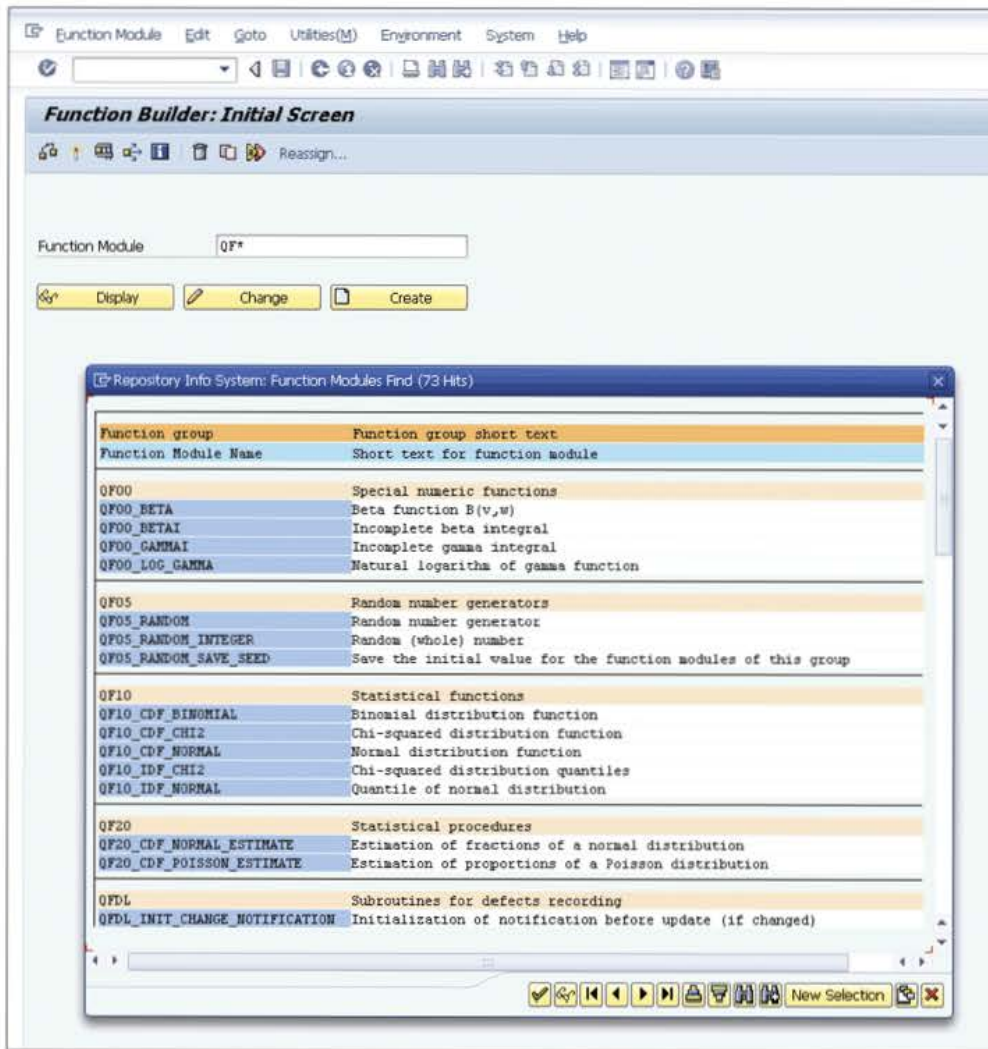 Function Module Edit Goto Utilities(M) Environment System Help
Function Builder: Initial Screen
Reassign...
Function Module QF*
Display Change Create
Repository Info System: Function Modules Find (73 Hits)
Function group Function group short text
Function Module Name Short text for function module
QF00 Special numeric functions
QF00_BETA Beta function B(v,w)
QF00_BETAI Incomplete beta integral
QF00_GAMMAI Incomplete gamma integral
QF00_LOG_GAMMA Natural logarithm of gamma function
QF05 Random number generators
QF05_RANDOM Random number generator
QF05_RANDOM_INTEGER Random (whole) number
QF05_RANDOM_SAVE_SEED Save the initial value for the function modules of this group
QF10 Statistical functions
QF10_CDF_BINOMIAL Binomial distribution function
QF10_CDF_CHI2 Chi-squared distribution function
QF10_CDF_NORMAL Normal distribution function
QF10_IDF_CHI2 Chi-squared distribution quantiles
QF10_IDF_NORMAL Quantile of normal distribution
QF20 Statistical procedures
QF20_CDF_NORMAL_ESTIMATE Estimation of fractions of a normal distribution
QF20_CDF_POISSON_ESTIMATE Estimation of proportions of a Poisson distribution
QFDL Subroutines for defects recording
QFDL_INIT_CHANGE_NOTIFICATION Initialization of notification before update (if changed)
New Selection